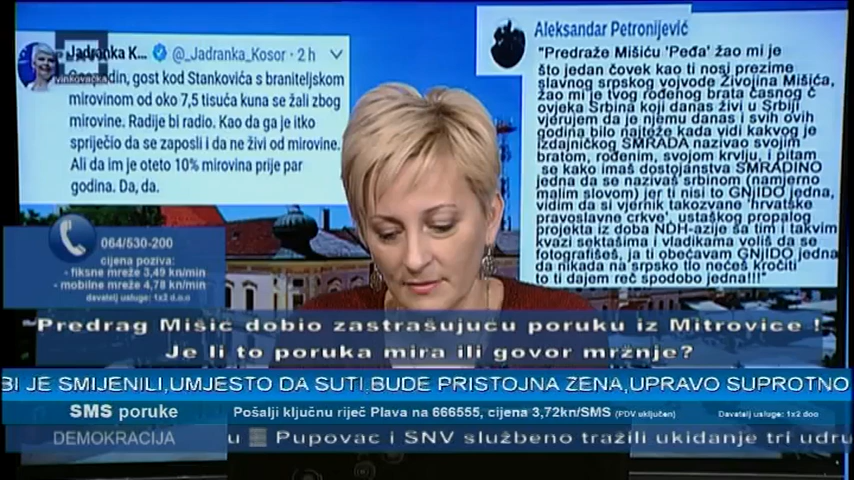 Jadranka K... @_Jadranka_Kosor · 2 h
vinkovačka
gost kod Stankovića s braniteljskom
mirovinom od oko 7,5 tisuća kuna se žali zbog
mirovine. Radije bi radio. Kao da ga je itko
spriječio da se zaposli i da ne živi od mirovine.
Ali da im je oteto 10% mirovina prije par
godina. Da, da.
Aleksandar Petronijević
"Predraže Mišiću 'Peđa' žao mi je
što jedan čovek kao ti nosi prezime
slavnog srpskog vojvode Živojina Mišića,
žao mi je tvog rođenog brata časnog č
ovjeka Srbina koji danas živi u Srbiji
vjerujem da je njemu danas i svih ovih
godina bilo najteže kada vidi kakvog je
izdajničkog SMRADA nazivao svojim
bratom, rođenim, svojom krvlju, i pitam
se kako imaš dostojanstva SMRADINO
jedna da se nazivaš srbinom (namjerno
malim slovom) jer ti nisi to GNJIDO jedna,
vidim da si vjernik takozvane 'hrvatske
pravoslavne crkve', ustaškog propalog
projekta iz doba NDH-azije sa tim i takvim
kvazi sektašima i vladikama voliš da se
fotografišeš, ja ti obećavam GNJIDO jedna
da nikada na srpsko tlo nećeš kročiti
to ti dajem reč spodobo jedna!!!"
064/530-200
cijena poziva:
- fiksne mreže 3,49 kn/min
- mobilne mreže 4,78 kn/min
davatelj usluge: 1x2 d.o.o
Predrag Mišić dobio zastrašujuću poruku iz Mitrovice !
Je li to poruka mira ili govor mržnje?
BI JE SMIJENILI,UMJESTO DA SUTI,BUDE PRISTOJNA ZENA,UPRAVO SUPROTNO
SMS poruke Pošalji ključnu riječ Plava na 666555, cijena 3,72kn/SMS (PDV uključen) Davatelj usluge: 1x2 doo
DEMOKRACIJA u Pupovac i SNV službeno tražili ukidanje tri udru